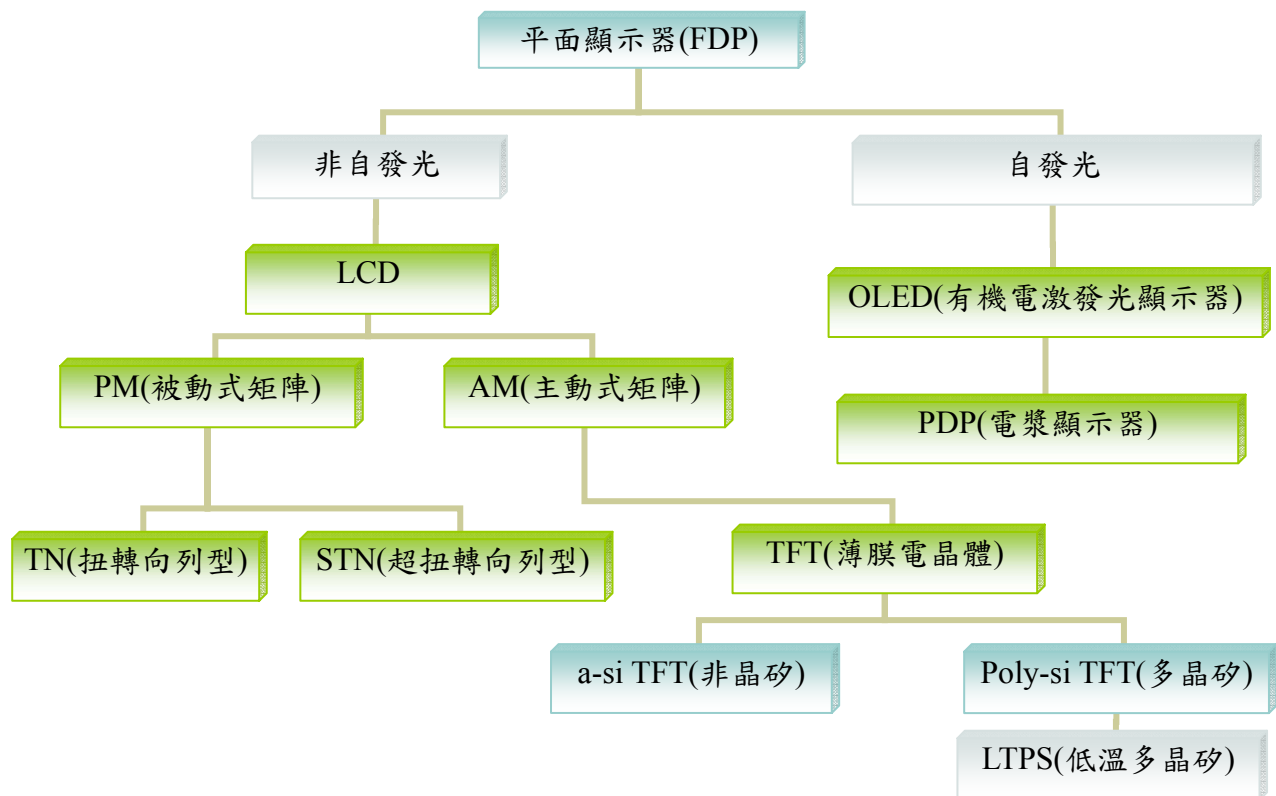 平面顯示器(FDP)
非自發光
自發光
LCD
OLED(有機電激發光顯示器)
PM(被動式矩陣)
AM(主動式矩陣)
PDP(電漿顯示器)
TN(扭轉向列型)
STN(超扭轉向列型)
TFT(薄膜電晶體)
a-si TFT(非晶矽)
Poly-si TFT(多晶矽)
LTPS(低溫多晶矽)